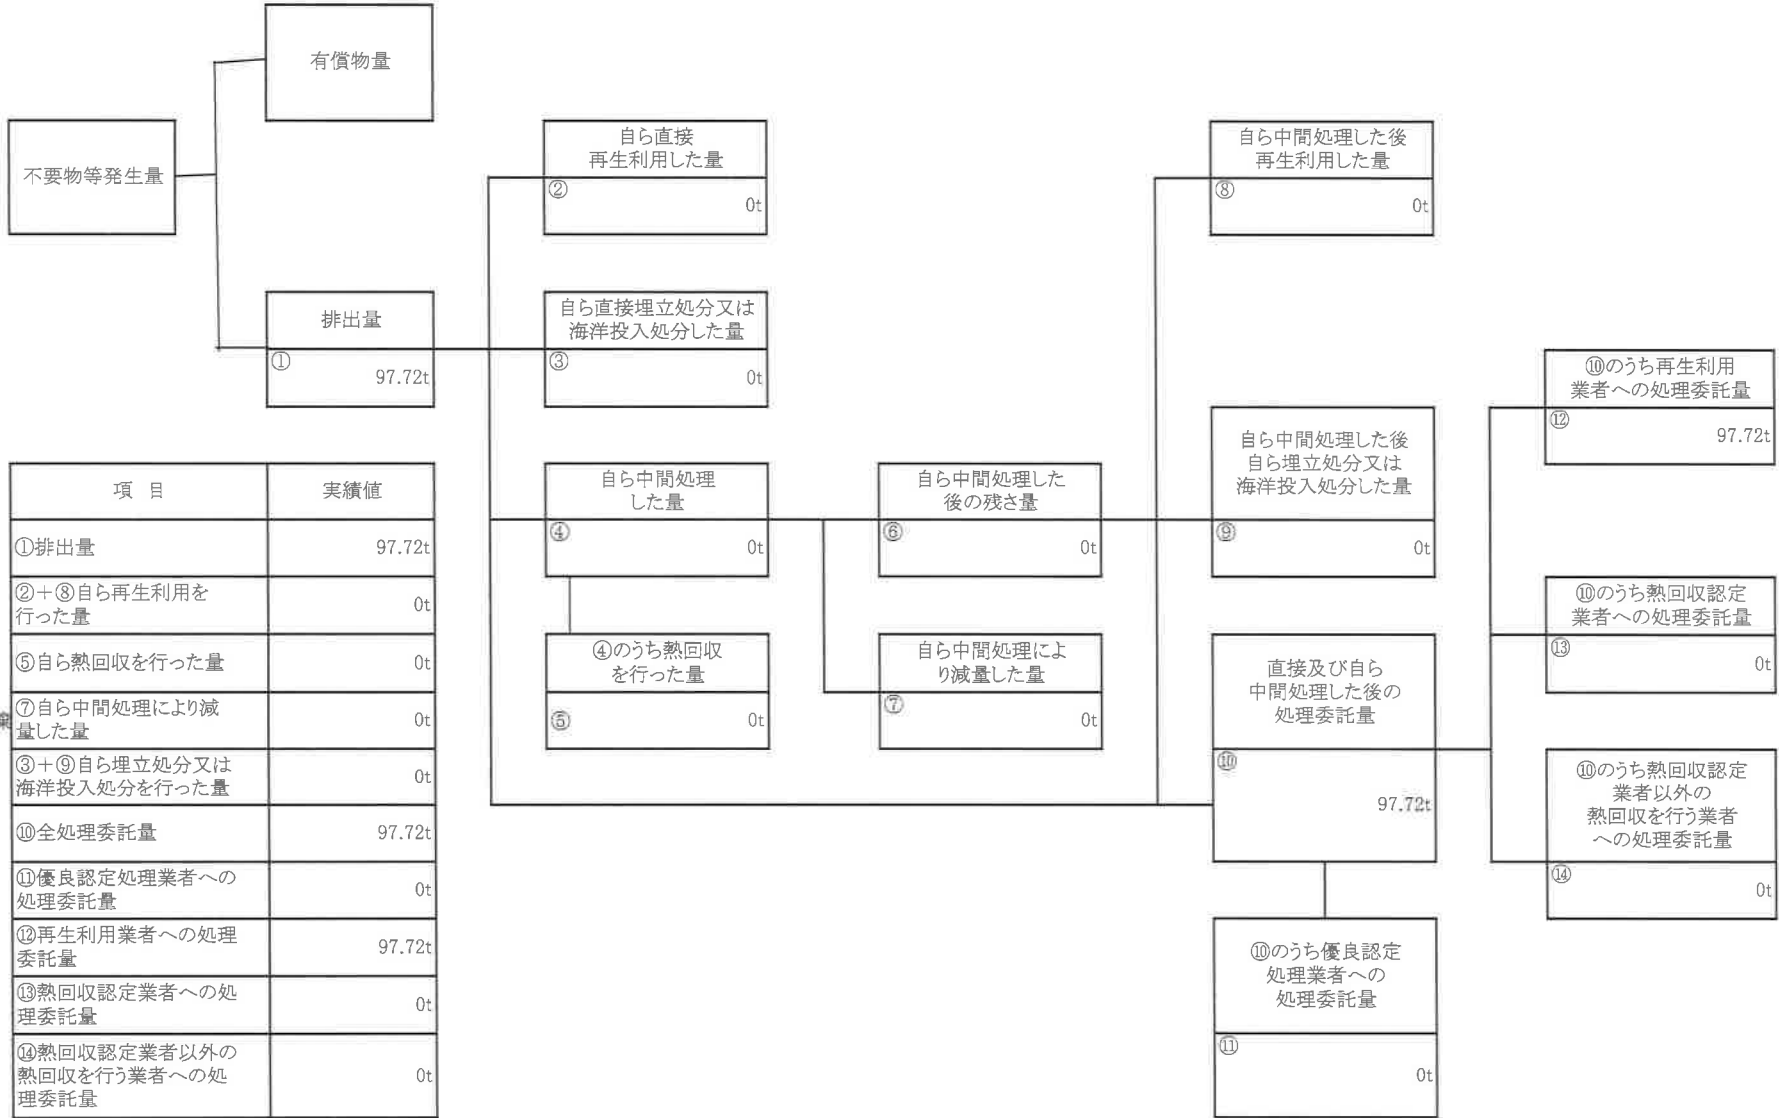 有償物量
不要物等発生量
排出量
①
97.72t
自ら直接
再生利用した量
②
0t
自ら直接埋立処分又は
海洋投入処分した量
③
0t
自ら中間処理
した量
④
0t
④のうち熱回収
を行った量
⑤
0t
自ら中間処理した
後の残さ量
⑥
0t
自ら中間処理によ
り減量した量
⑦
0t
自ら中間処理した後
再生利用した量
⑧
0t
自ら中間処理した後
自ら埋立処分又は
海洋投入処分した量
⑨
0t
直接及び自ら
中間処理した後の
処理委託量
⑩
97.72t
⑩のうち優良認定
処理業者への
処理委託量
⑪
0t
⑩のうち再生利用
業者への処理委託量
⑫
97.72t
⑩のうち熱回収認定
業者への処理委託量
⑬
0t
⑩のうち熱回収認定
業者以外の
熱回収を行う業者
への処理委託量
⑭
0t
項 目 実績値
①排出量 97.72t
②+⑧自ら再生利用を
行った量 0t
⑤自ら熱回収を行った量 0t
⑦自ら中間処理により減
量した量 0t
③+⑨自ら埋立処分又は
海洋投入処分を行った量 0t
⑩全処理委託量 97.72t
⑪優良認定処理業者への
処理委託量 0t
⑫再生利用業者への処理
委託量 97.72t
⑬熱回収認定業者への処
理委託量 0t
⑭熱回収認定業者以外の
熱回収を行う業者への処
理委託量 0t